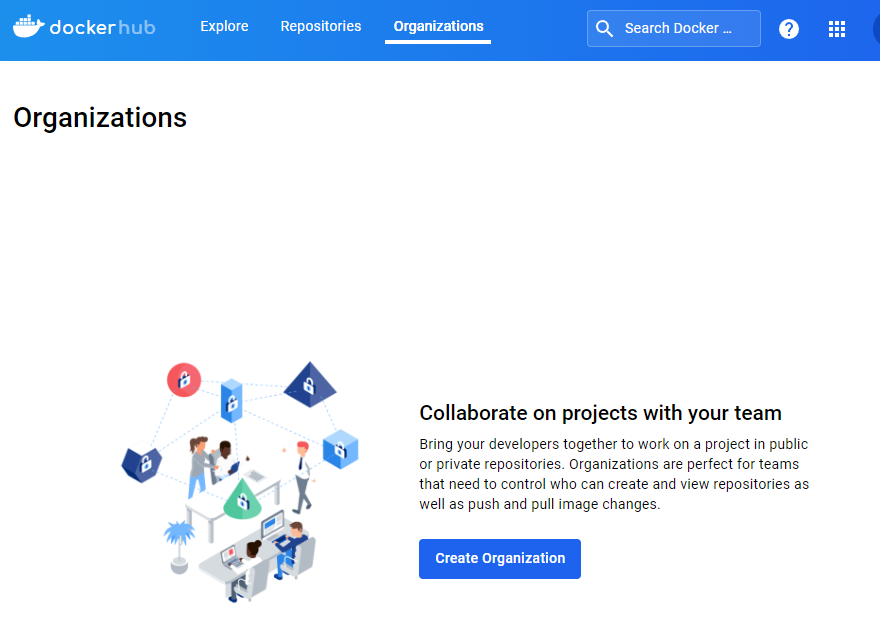 dockerhub Explore Repositories Organizations Search Docker ...
Organizations
Collaborate on projects with your team
Bring your developers together to work on a project in public
or private repositories. Organizations are perfect for teams
that need to control who can create and view repositories as
well as push and pull image changes.
Create Organization